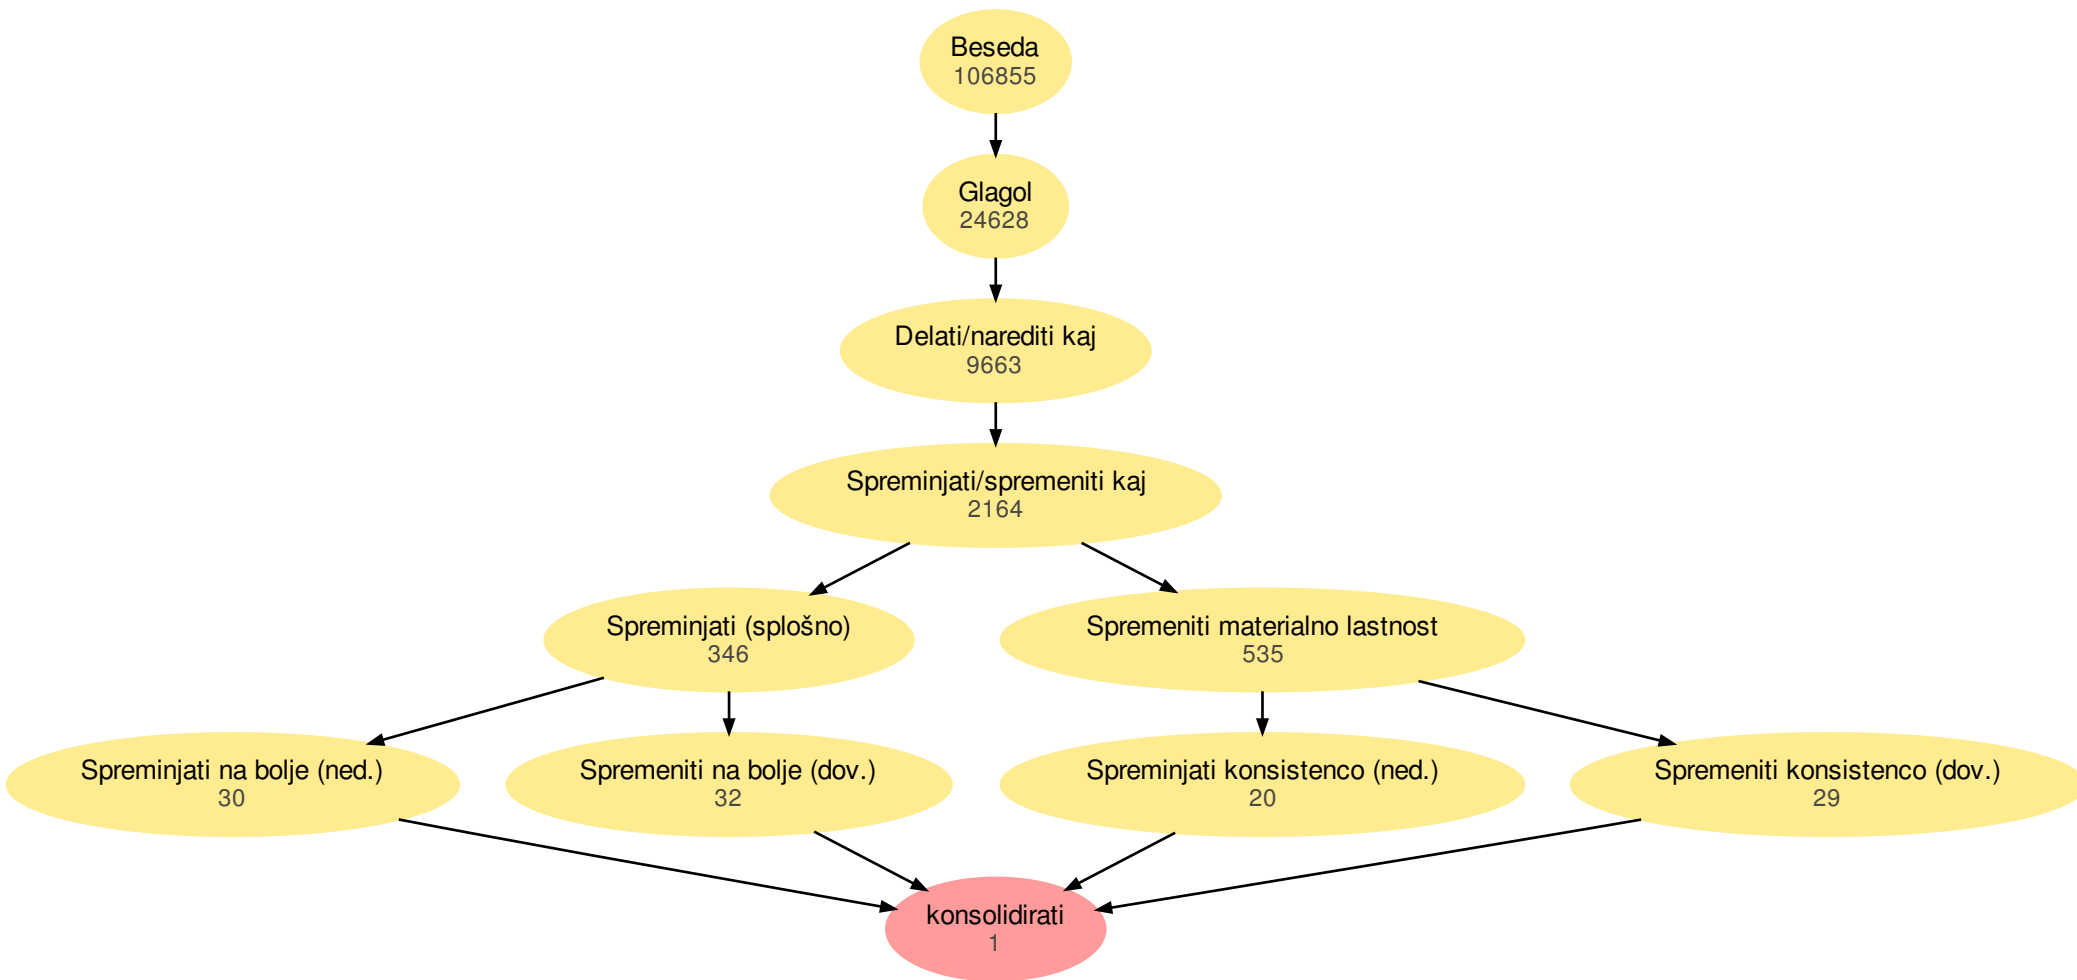 Beseda
106855
Glagol
24628
Delati/narediti kaj
9663
Spreminjati/spremeniti kaj
2164
Spreminjati (splošno)
346
Spremeniti materialno lastnost
535
Spreminjati na bolje (ned.)
30
Spremeniti na bolje (dov.)
32
Spreminjati konsistenco (ned.)
20
Spremeniti konsistenco (dov.)
29
konsolidirati
1